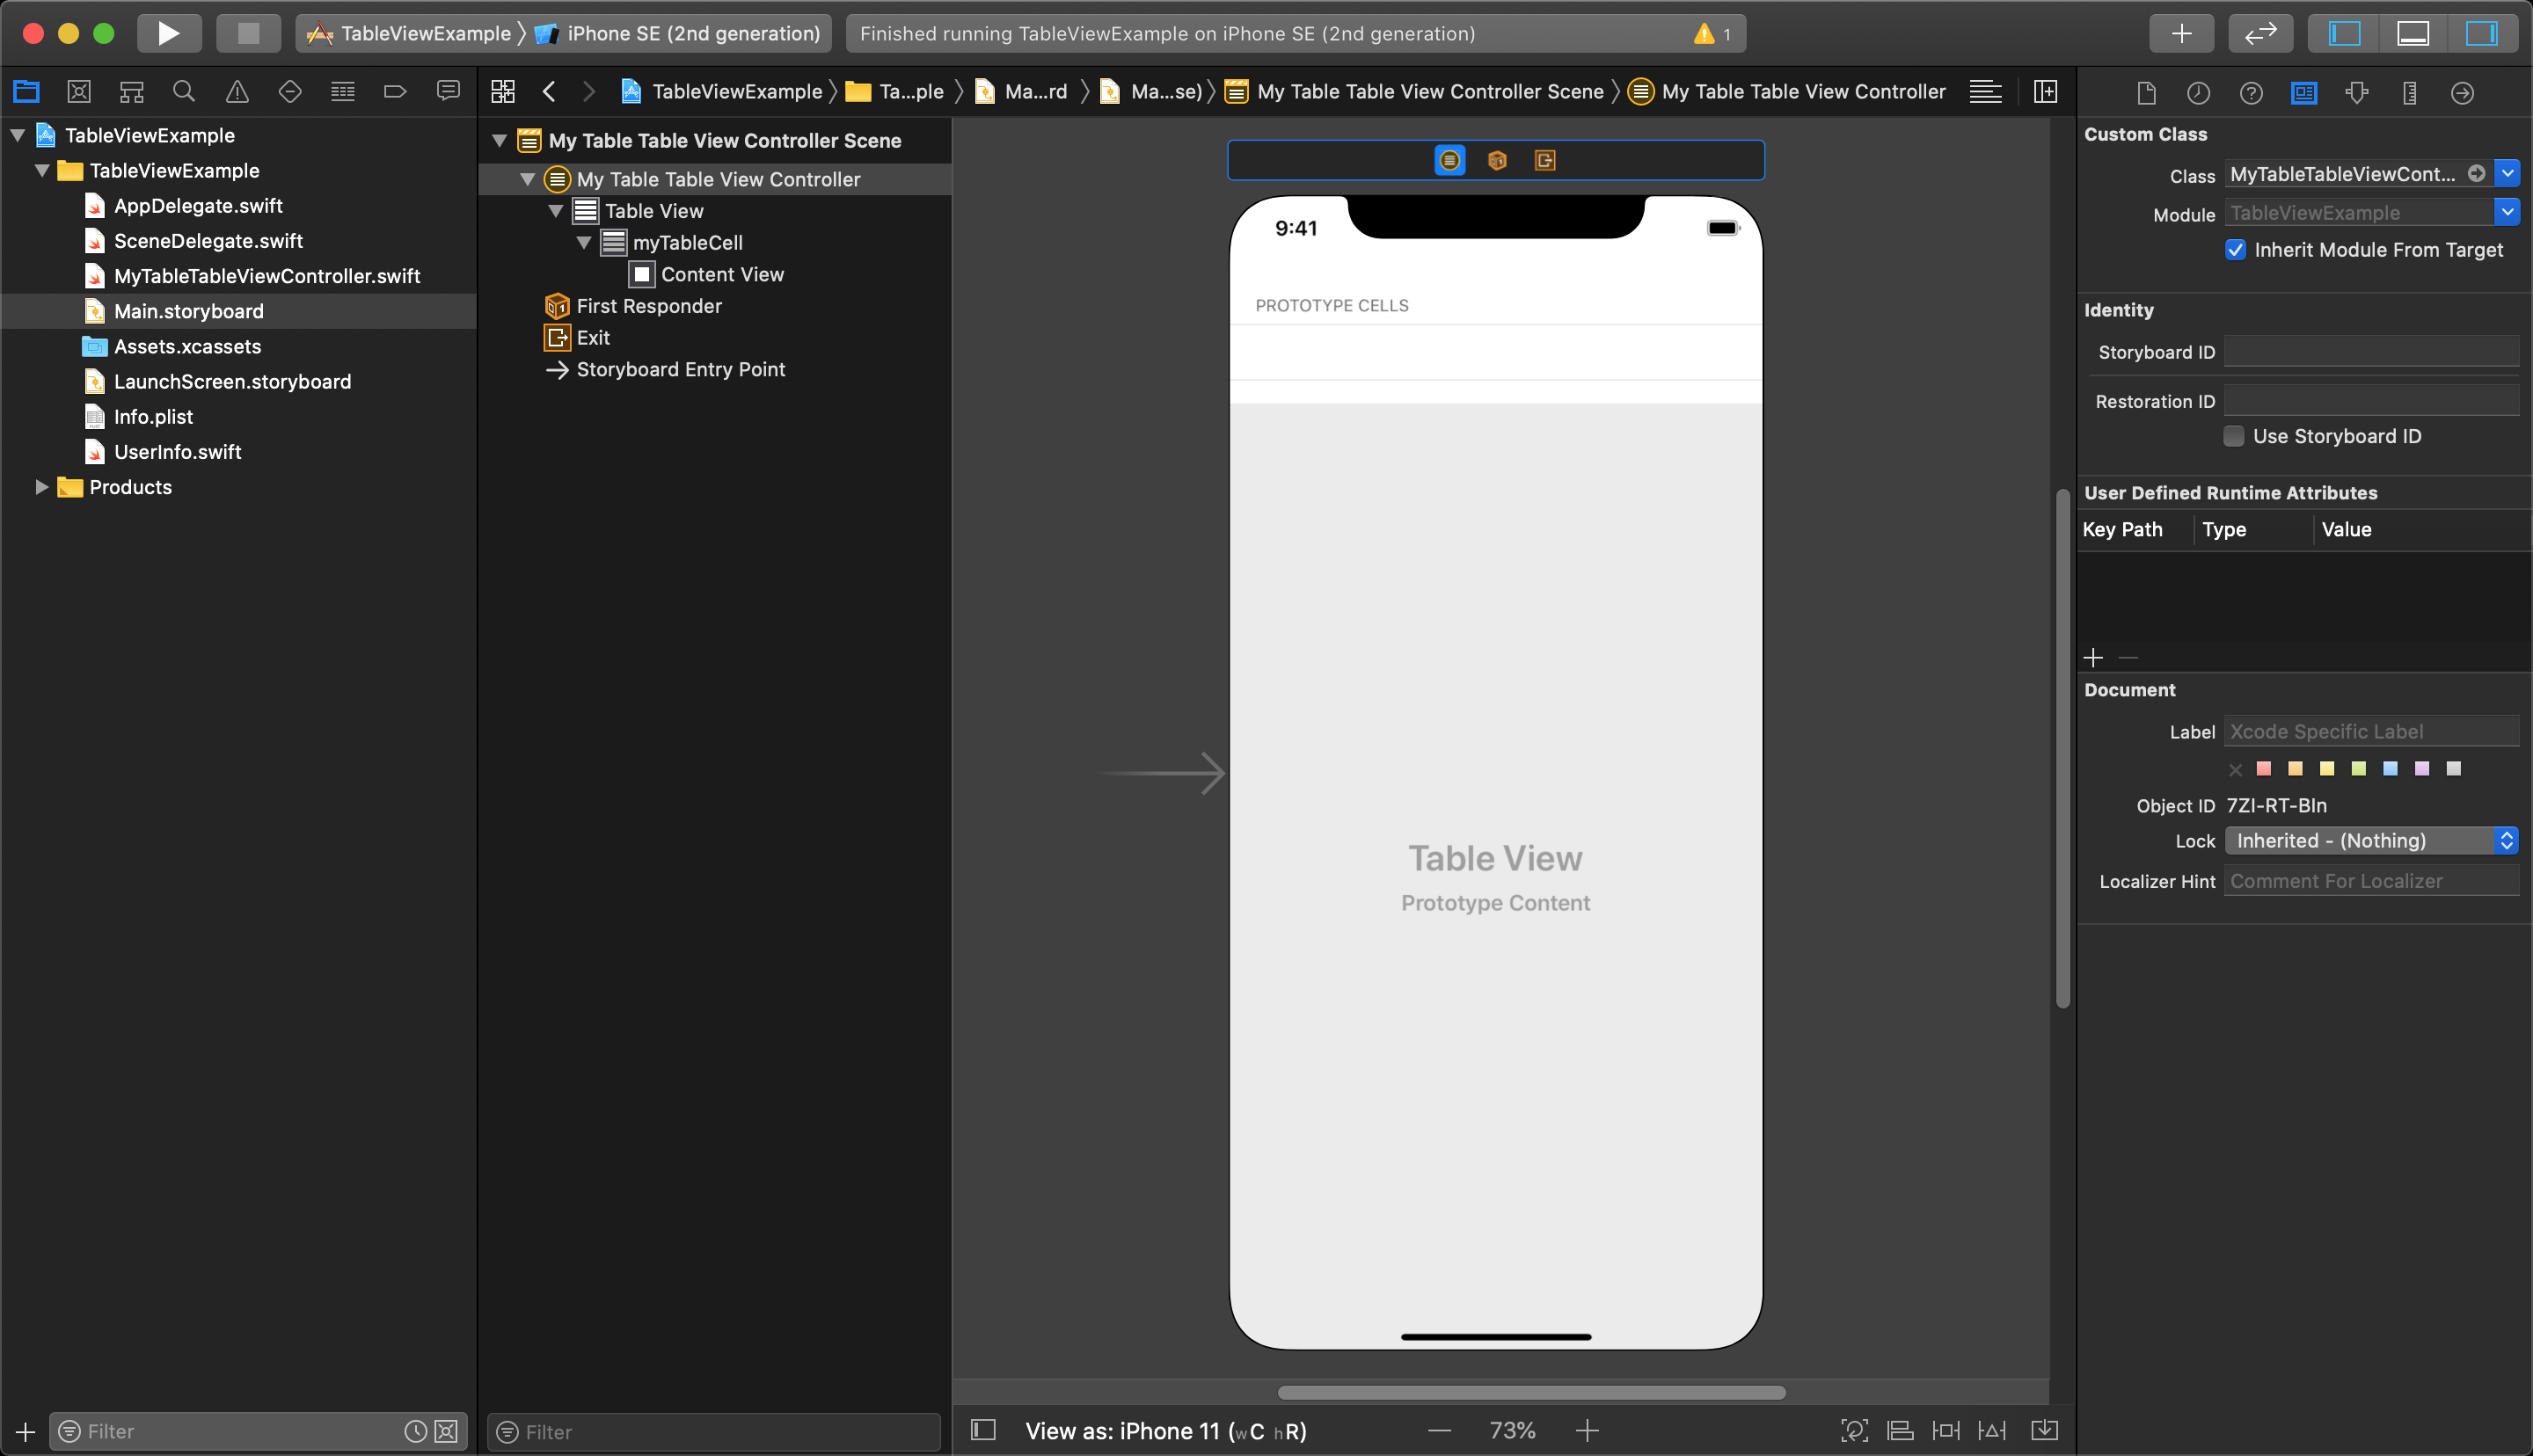 TableViewExample
iPhone SE (2nd generation)
Finished running TableViewExample on iPhone SE (2nd generation)
1
TableViewExample
Ta...ple
Ma...rd
Ma...se)
My Table Table View Controller Scene
My Table Table View Controller
TableViewExample
TableViewExample
AppDelegate.swift
SceneDelegate.swift
MyTableTableViewController.swift
Main.storyboard
Assets.xcassets
LaunchScreen.storyboard
Info.plist
UserInfo.swift
Products
Filter
My Table Table View Controller Scene
My Table Table View Controller
Table View
myTableCell
Content View
First Responder
Exit
Storyboard Entry Point
Filter
9:41
PROTOTYPE CELLS
Table View
Prototype Content
View as: iPhone 11 (wC hR)
73%
Custom Class
Class MyTableTableViewCont...
Module TableViewExample
Inherit Module From Target
Identity
Storyboard ID
Restoration ID
Use Storyboard ID
User Defined Runtime Attributes
Key Path Type Value
Document
Label Xcode Specific Label
Object ID 7ZI-RT-BIn
Lock Inherited - (Nothing)
Localizer Hint Comment For Localizer